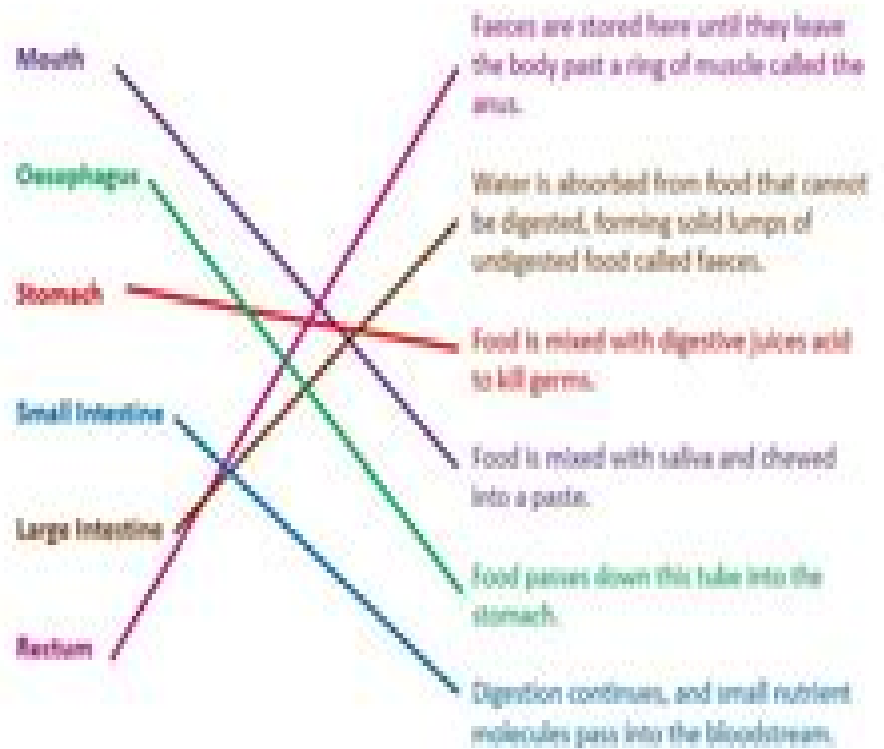 Mouth
Oesophagus
Stomach
Small Intestine
Large Intestine
Rectum
Faeces are stored here until they leave
the body past a ring of muscle called the
anus.
Water is absorbed from food that cannot
be digested, forming solid lumps of
undigested food called faeces.
Food is mixed with digestive juices acid
to kill germs.
Food is mixed with saliva and chewed
into a paste.
Food passes down this tube into the
stomach.
Digestion continues, and small nutrient
molecules pass into the bloodstream.